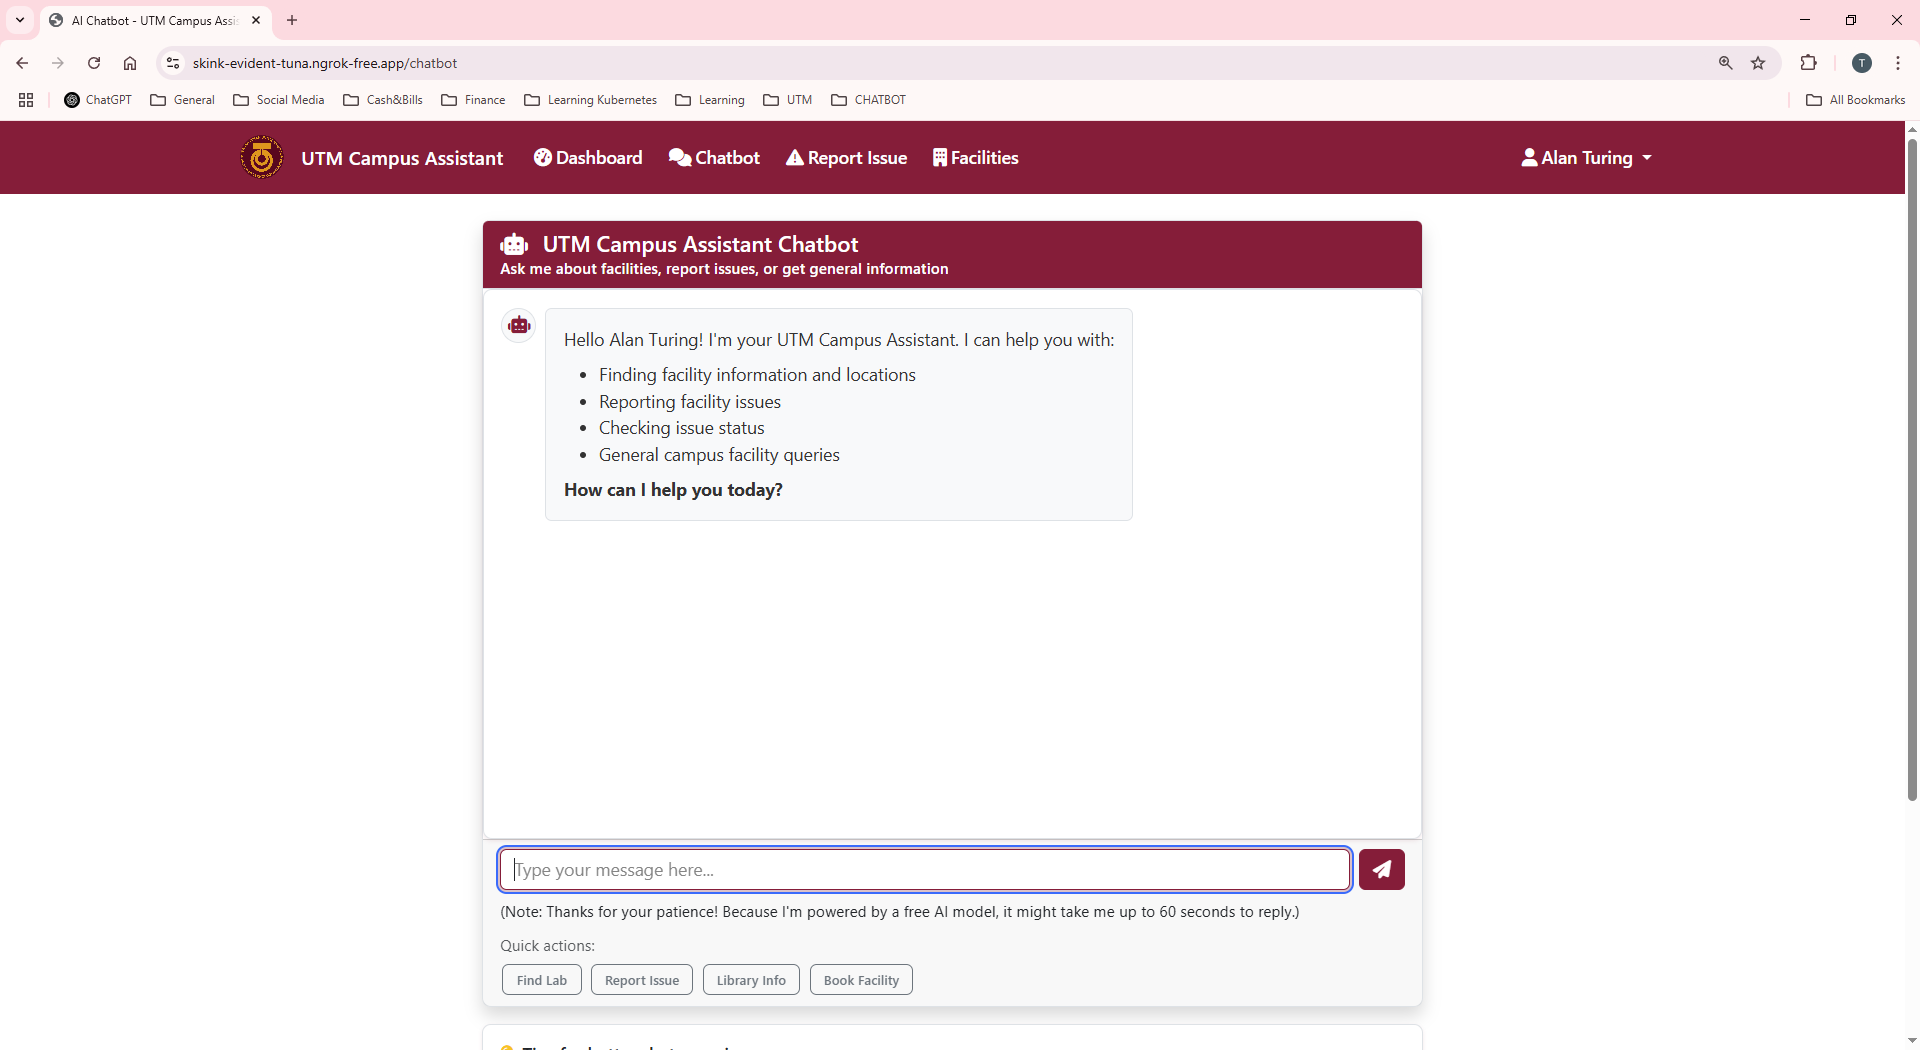 AI Chatbot - UTM Campus Assis
skink-evident-tuna.ngrok-free.app/chatbot
T
ChatGPT General Social Media Cash&Bills Finance Learning Kubernetes Learning UTM CHATBOT All Bookmarks
UTM Campus Assistant Dashboard Chatbot Report Issue Facilities Alan Turing
UTM Campus Assistant Chatbot
Ask me about facilities, report issues, or get general information
Hello Alan Turing! I'm your UTM Campus Assistant. I can help you with:
• Finding facility information and locations
• Reporting facility issues
• Checking issue status
• General campus facility queries
How can I help you today?
Type your message here...
(Note: Thanks for your patience! Because I'm powered by a free AI model, it might take me up to 60 seconds to reply.)
Quick actions:
Find Lab Report Issue Library Info Book Facility